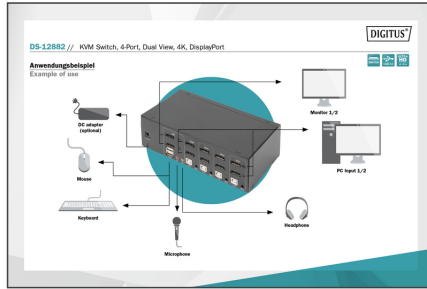 DIGITUS®
DS-12882 // KVM Switch, 4-Port, Dual View, 4K, DisplayPort
Anwendungsbeispiel
Example of use
DC adapter
(optional)
Monitor 1/2
Mouse
PC Input 1/2
Keyboard
Headphone
Microphone